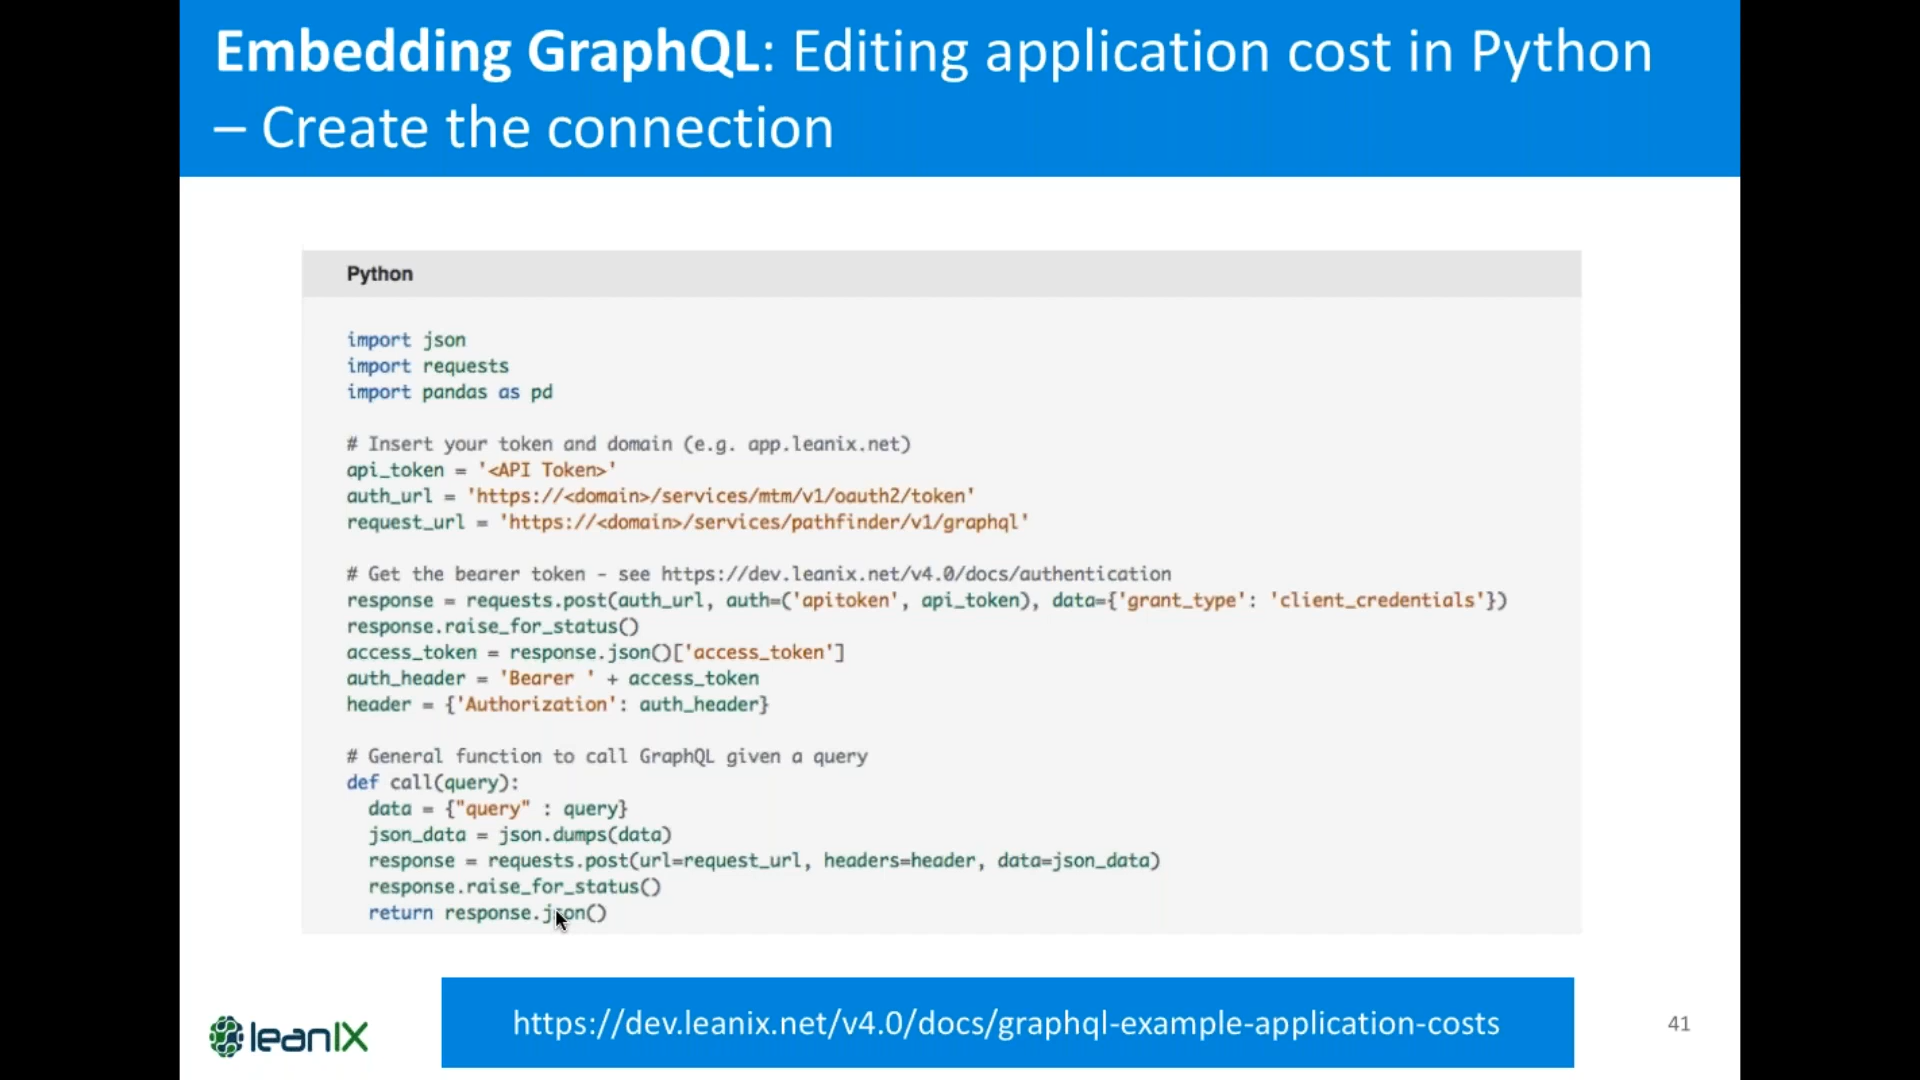 Embedding GraphQL: Editing application cost in Python
– Create the connection
Python
import json
import requests
import pandas as pd
# Insert your token and domain (e.g. app.leanix.net)
api_token = '<API Token>'
auth_url = 'https://<domain>/services/mtm/v1/oauth2/token'
request_url = 'https://<domain>/services/pathfinder/v1/graphql'
# Get the bearer token - see https://dev.leanix.net/v4.0/docs/authentication
response = requests.post(auth_url, auth=('apitoken', api_token), data={'grant_type': 'client_credentials'})
response.raise_for_status()
access_token = response.json()['access_token']
auth_header = 'Bearer ' + access_token
header = {'Authorization': auth_header}
# General function to call GraphQL given a query
def call(query):
  data = {"query" : query}
  json_data = json.dumps(data)
  response = requests.post(url=request_url, headers=header, data=json_data)
  response.raise_for_status()
  return response.json()
leanIX
https://dev.leanix.net/v4.0/docs/graphql-example-application-costs
41